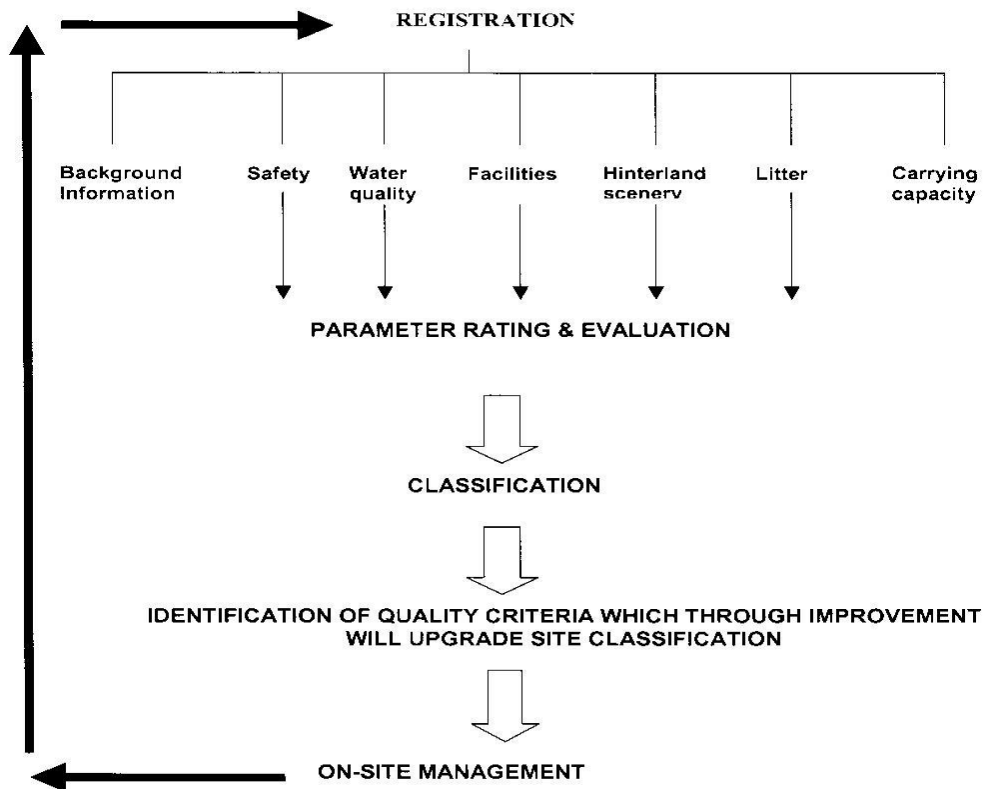 REGISTRATION
Background
Information
Safety
Water
quality
Facilities
Hinterland
scenery
Litter
Carrying
capacity
PARAMETER RATING & EVALUATION
CLASSIFICATION
IDENTIFICATION OF QUALITY CRITERIA WHICH THROUGH IMPROVEMENT
WILL UPGRADE SITE CLASSIFICATION
ON-SITE MANAGEMENT